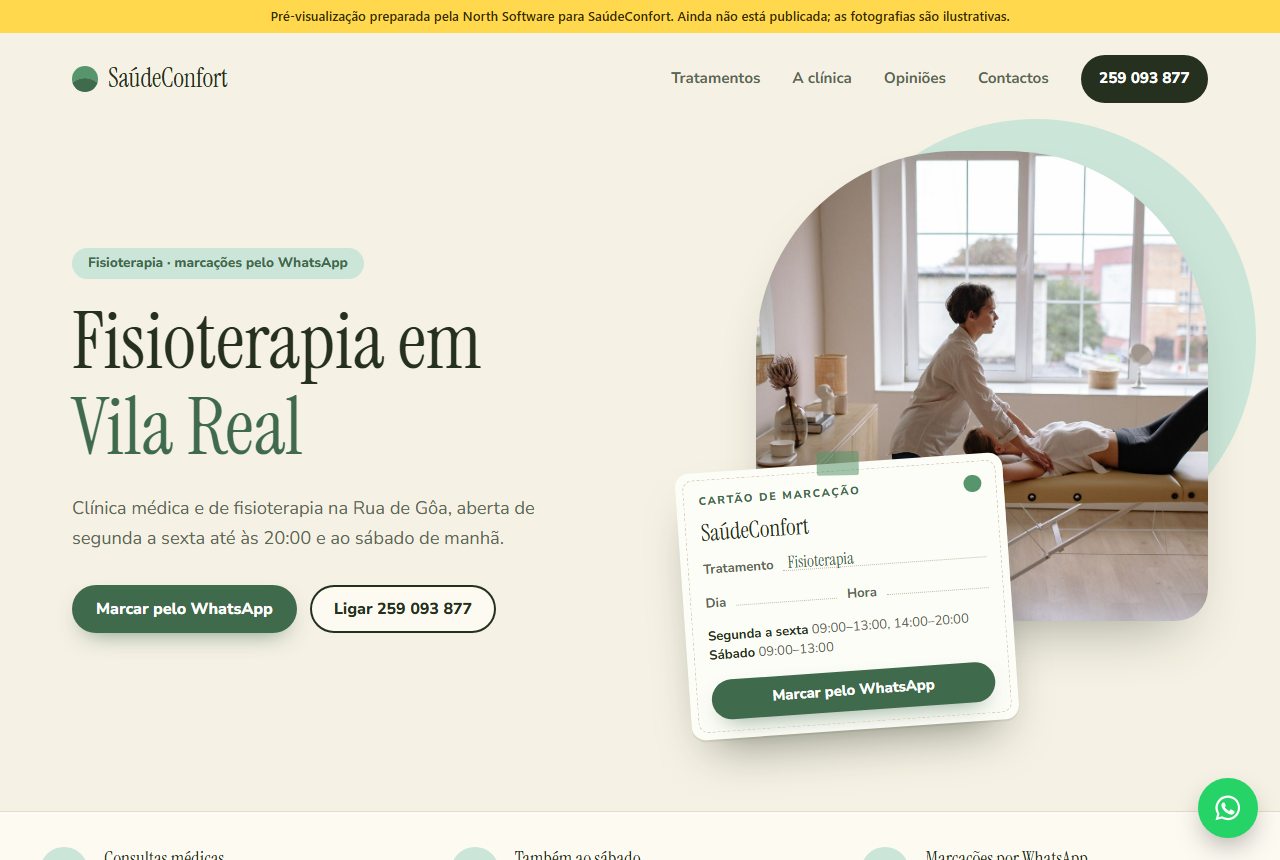 Pré-visualização preparada pela North Software para SaúdeConfort. Ainda não está publicada; as fotografias são ilustrativas.
SaúdeConfort
Tratamentos
A clínica
Opiniões
Contactos
259 093 877
Fisioterapia · marcações pelo WhatsApp
Fisioterapia em
Vila Real
Clínica médica e de fisioterapia na Rua de Gôa, aberta de
segunda a sexta até às 20:00 e ao sábado de manhã.
Marcar pelo WhatsApp
Ligar 259 093 877
CARTÃO DE MARCAÇÃO
SaúdeConfort
Tratamento Fisioterapia
Dia Hora
Segunda a sexta 09:00–13:00, 14:00–20:00
Sábado 09:00–13:00
Marcar pelo WhatsApp
Consultas médicas
Também ao sábado
Marcações por WhatsApp